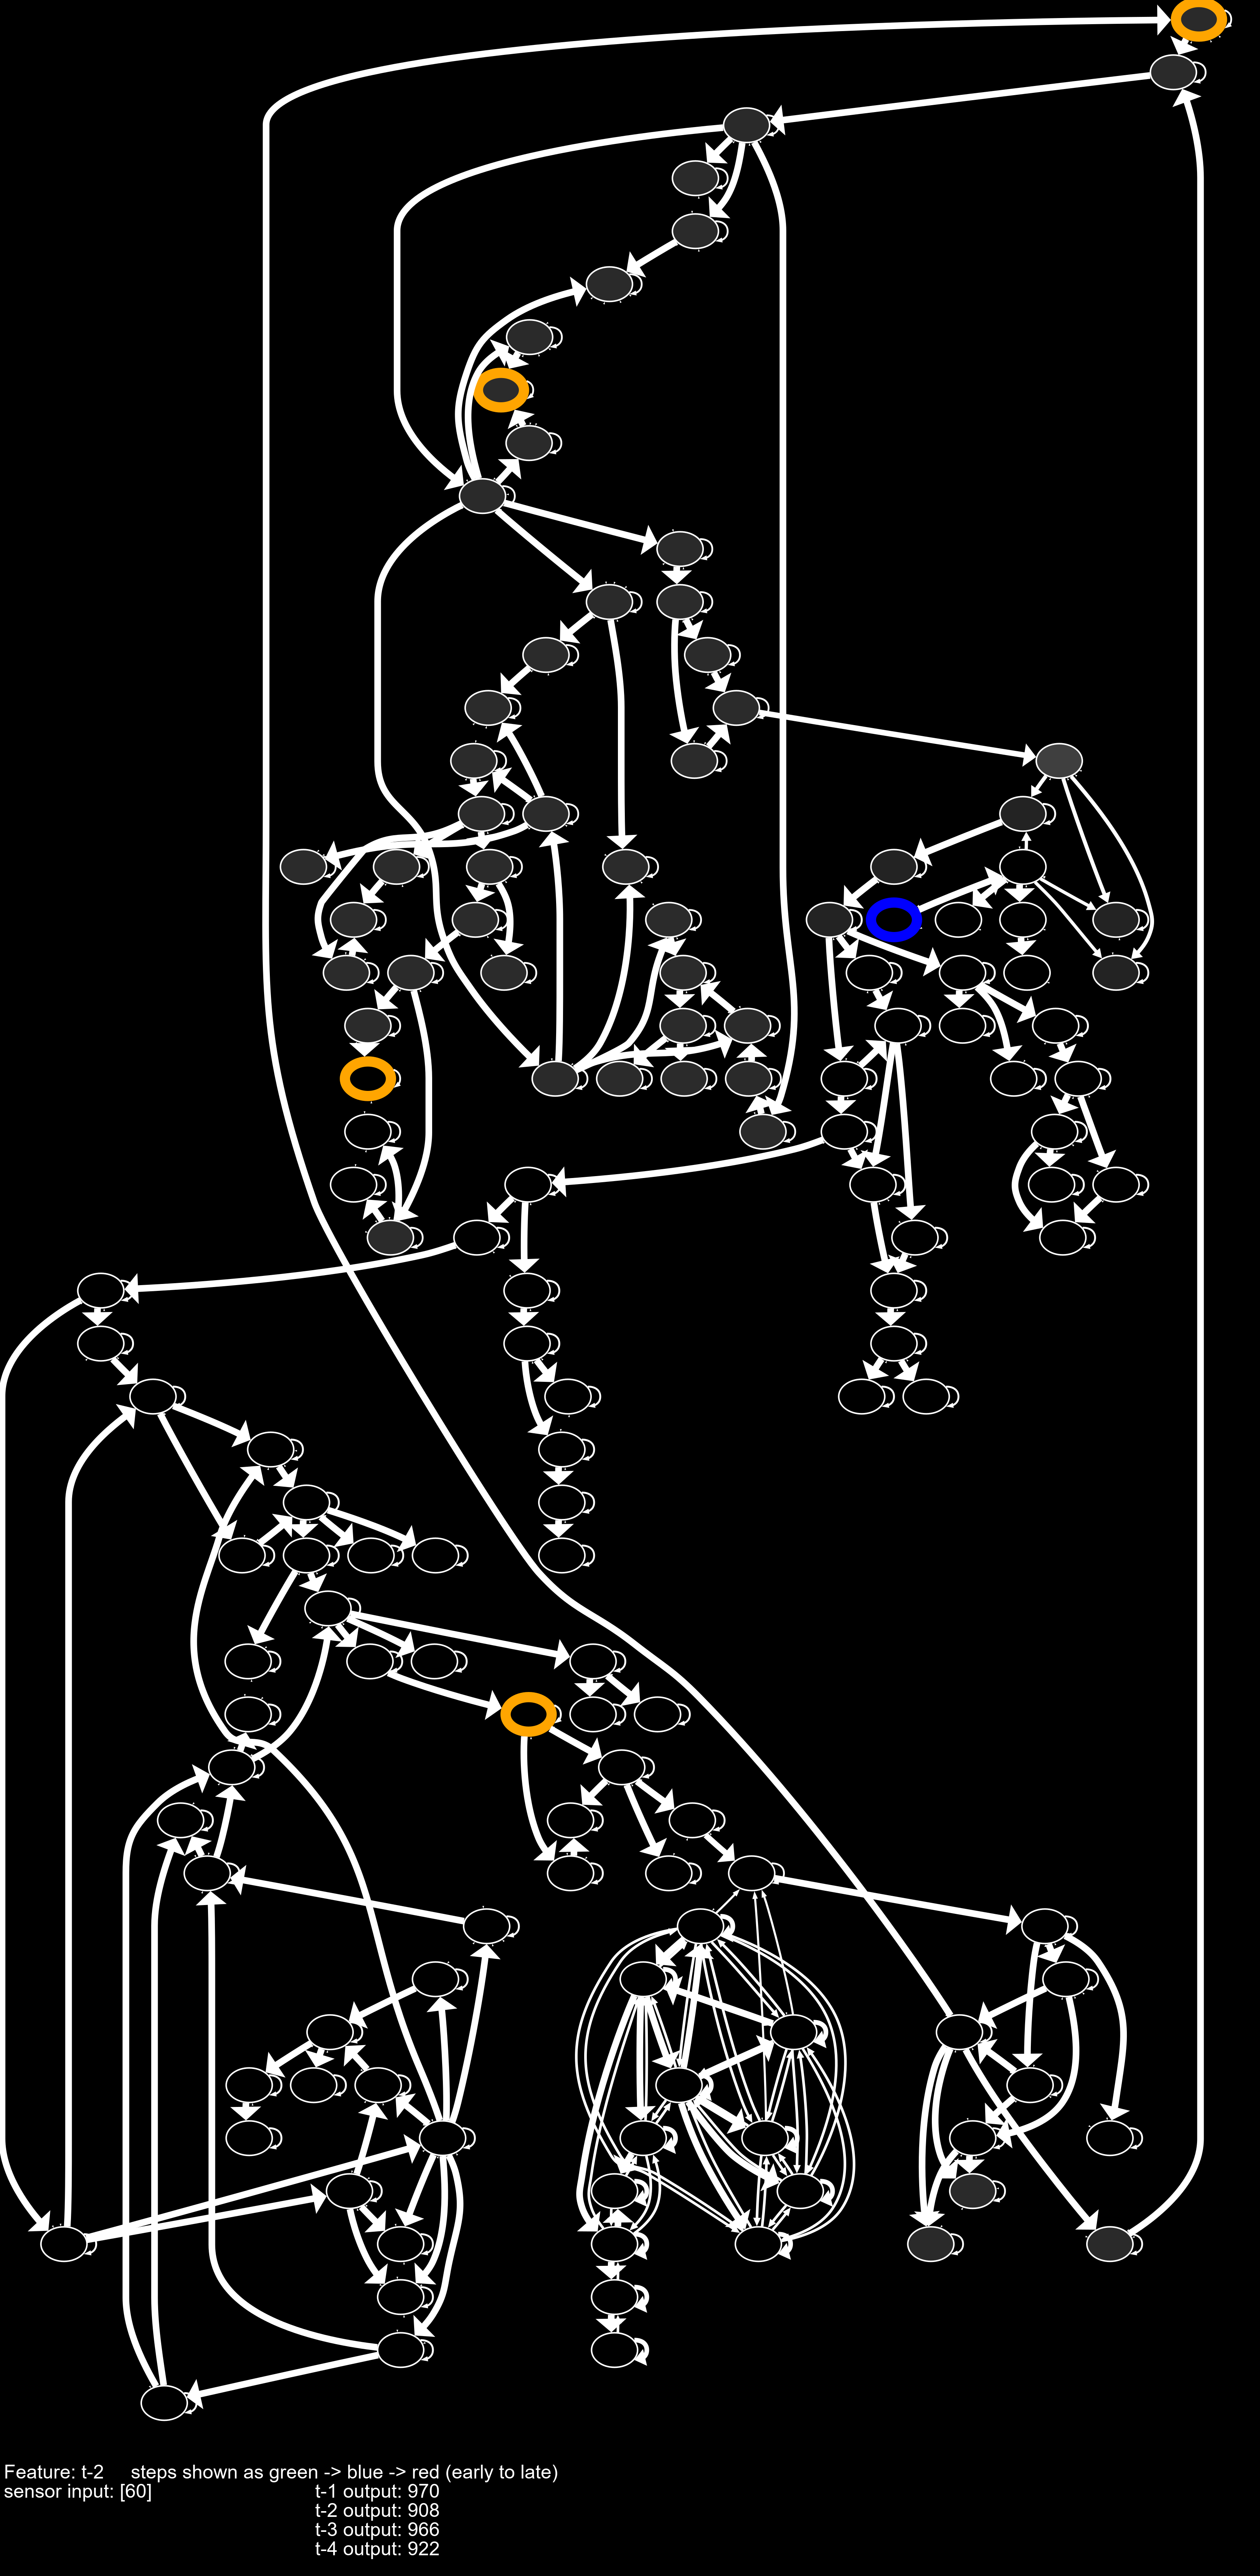 Feature: t-2 steps shown as green -> blue -> red (early to late)
sensor input: [60]
t-1 output: 970
t-2 output: 908
t-3 output: 966
t-4 output: 922